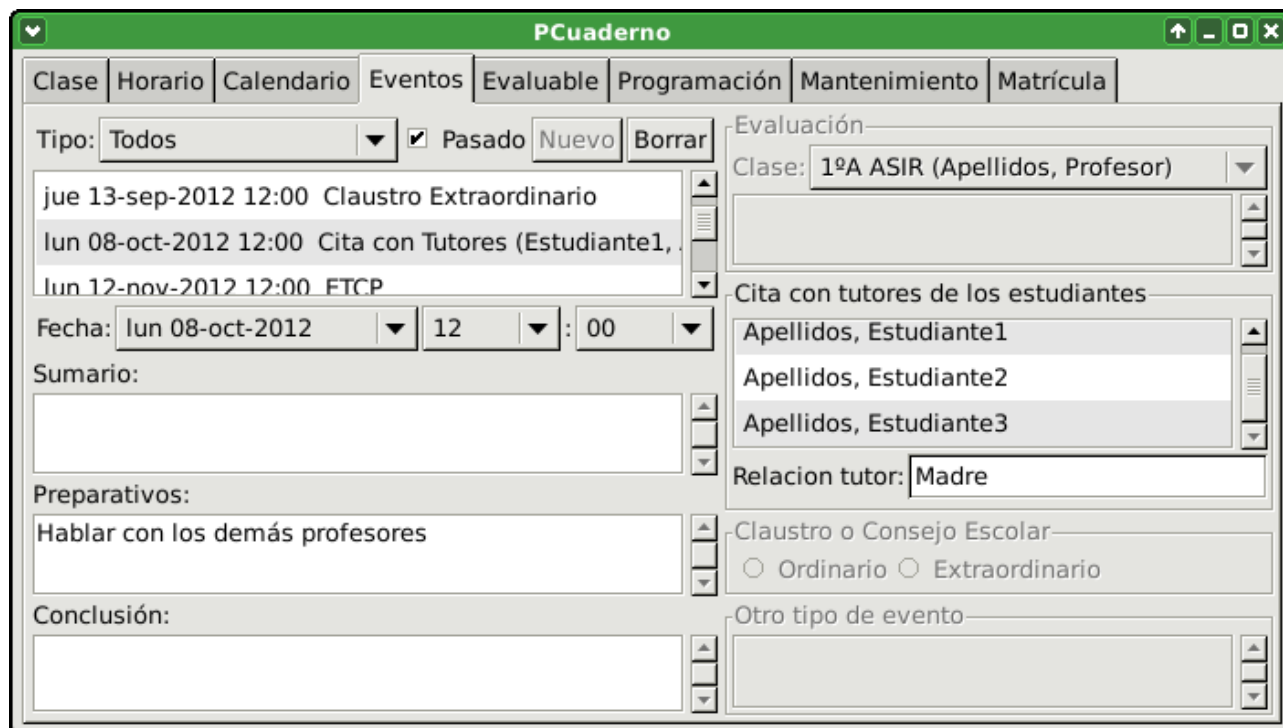 PCuaderno
Clase Horario Calendario Eventos Evaluable Programación Mantenimiento Matrícula
Tipo: Todos Pasado Nuevo Borrar
jue 13-sep-2012 12:00 Claustro Extraordinario
lun 08-oct-2012 12:00 Cita con Tutores (Estudiante1, .
lun 12-nov-2012 12:00 ETCP
Fecha: lun 08-oct-2012 12 : 00
Sumario:
Preparativos:
Hablar con los demás profesores
Conclusión:
Evaluación
Clase: 1ºA ASIR (Apellidos, Profesor)
Cita con tutores de los estudiantes
Apellidos, Estudiante1
Apellidos, Estudiante2
Apellidos, Estudiante3
Relacion tutor: Madre
Claustro o Consejo Escolar
Ordinario Extraordinario
Otro tipo de evento